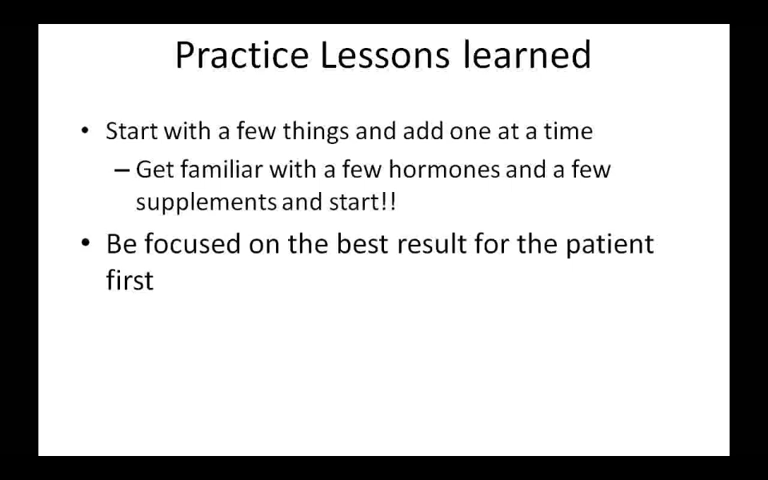 Practice Lessons learned
• Start with a few things and add one at a time
– Get familiar with a few hormones and a few
supplements and start!!
• Be focused on the best result for the patient
first